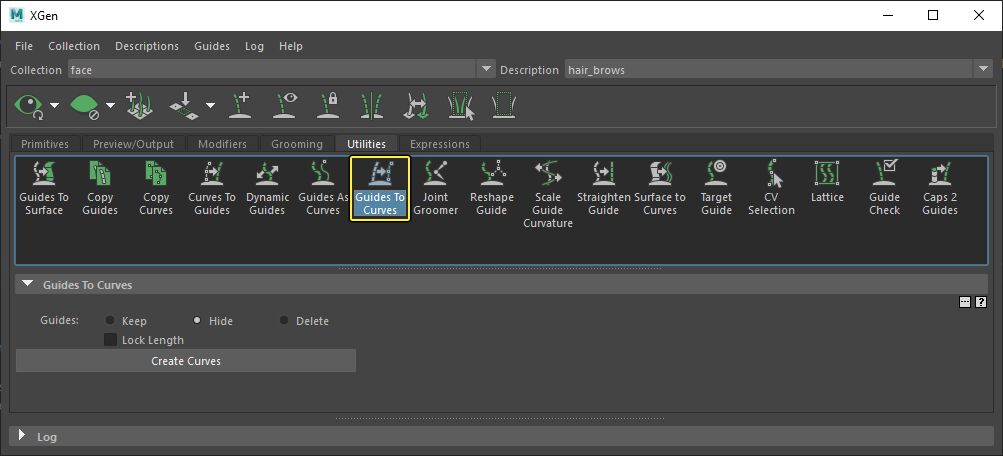 XGen
File Collection Descriptions Guides Log Help
Collection face Description hair_brows
Primitives Preview/Output Modifiers Grooming Utilities Expressions
Guides To Surface
Copy Guides
Copy Curves
Curves To Guides
Dynamic Guides
Guides As Curves
Guides To Curves
Joint Groomer
Reshape Guide
Scale Guide Curvature
Straighten Guide
Surface to Curves
Target Guide
CV Selection
Lattice
Guide Check
Caps 2 Guides
Guides To Curves
?
Guides: Keep Hide Delete
Lock Length
Create Curves
Log